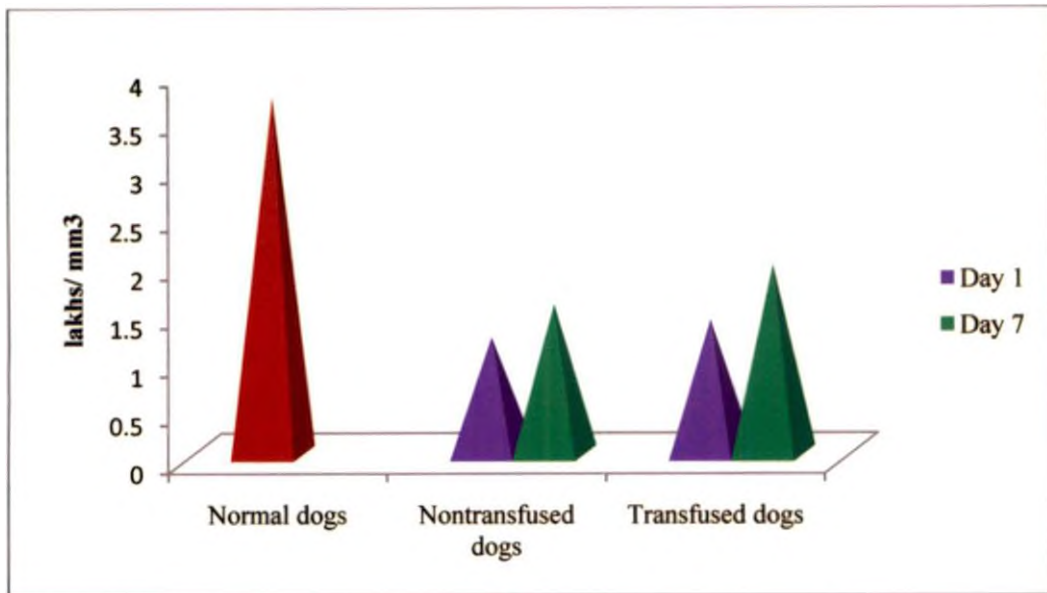 4
3.5
3
2.5
2
1.5
1
0.5
0
lakhs/ mm3
Normal dogs
Nontransfused
dogs
Transfused dogs
Day 1
Day 7